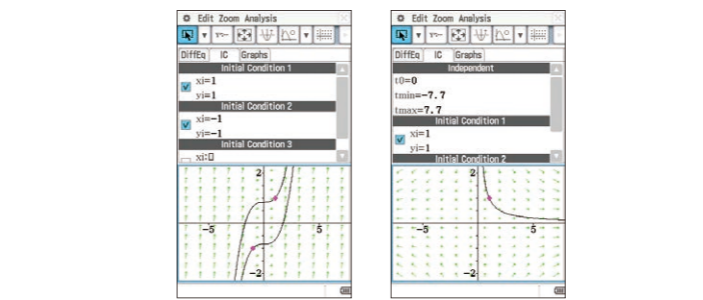 Edit Zoom Analysis
DiffEq IC Graphs
Initial Condition 1
xi=1
yi=1
Initial Condition 2
xi=-1
yi=-1
Initial Condition 3
xi:
2
-5 5
-2
Edit Zoom Analysis
DiffEq IC Graphs
Independent
t0=0
tmin=-7.7
tmax=7.7
Initial Condition 1
xi=1
yi=1
Initial Condition 2
2
-5 5
-2